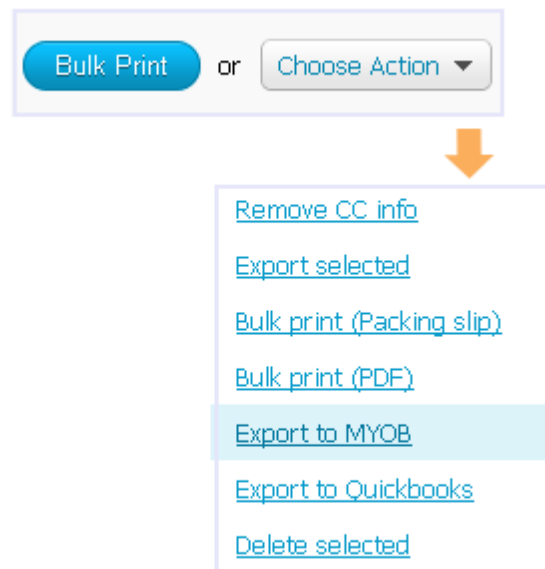 Bulk Print or Choose Action
Remove CC info
Export selected
Bulk print (Packing slip)
Bulk print (PDF)
Export to MYOB
Export to Quickbooks
Delete selected